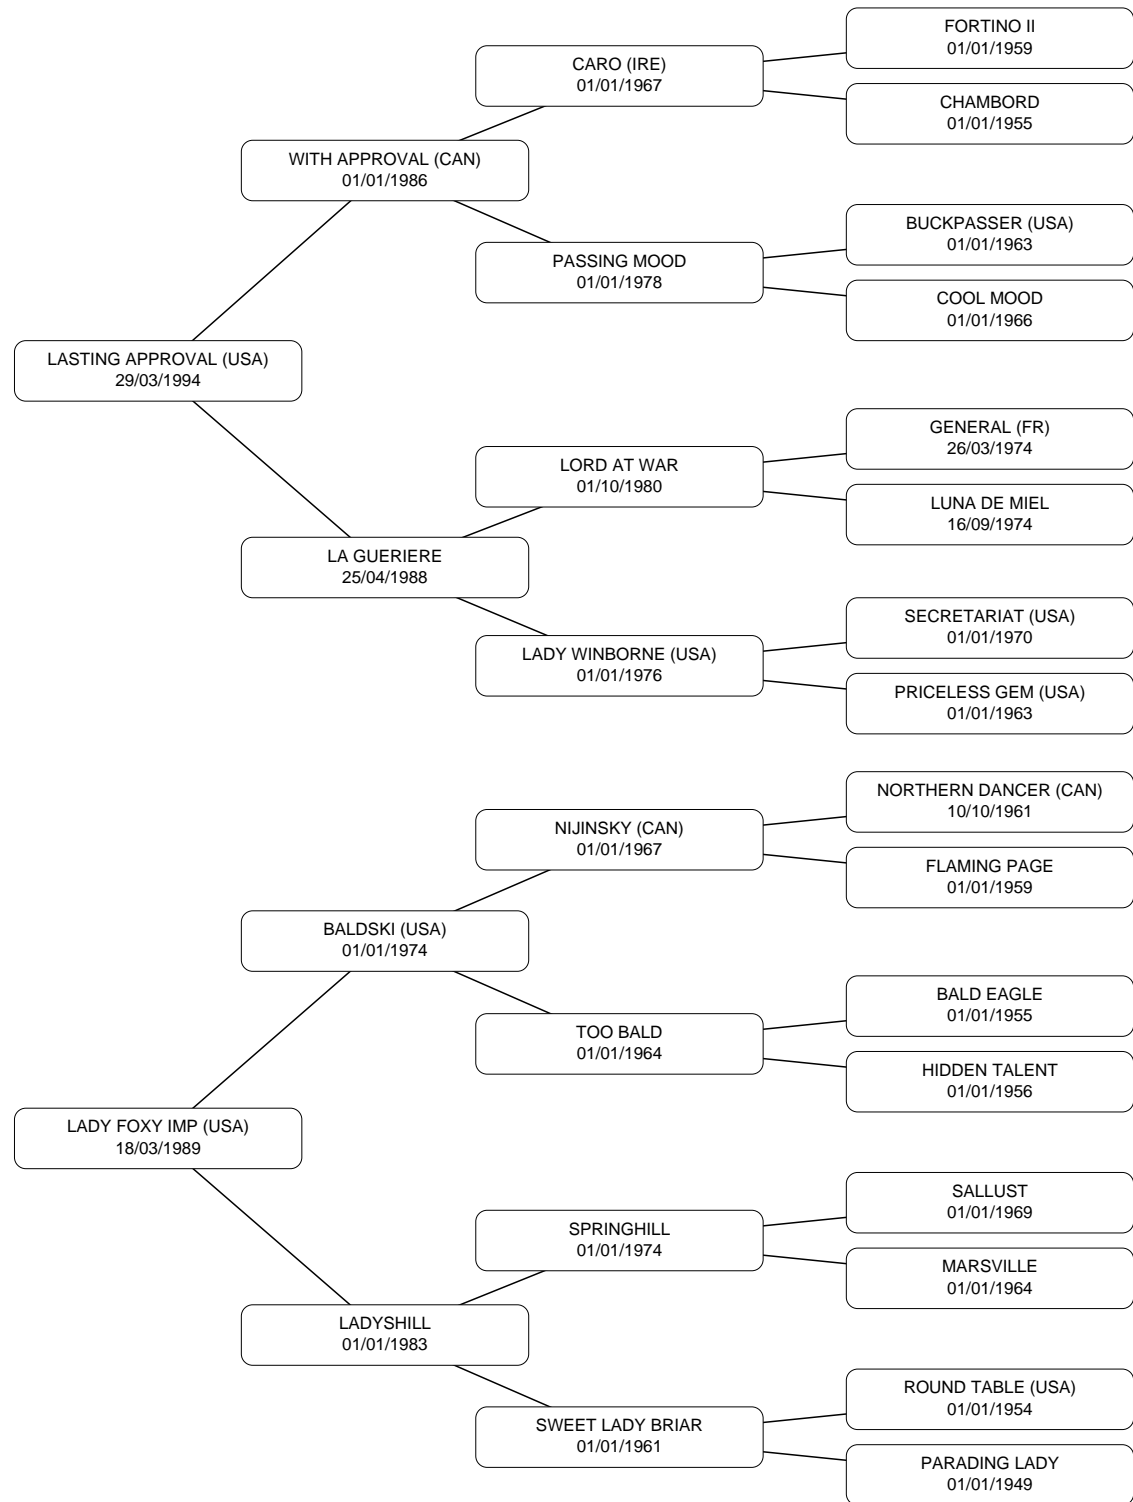 FORTINO II
01/01/1959
CARO (IRE)
01/01/1967
CHAMBORD
01/01/1955
WITH APPROVAL (CAN)
01/01/1986
BUCKPASSER (USA)
01/01/1963
PASSING MOOD
01/01/1978
COOL MOOD
01/01/1966
LASTING APPROVAL (USA)
29/03/1994
GENERAL (FR)
26/03/1974
LORD AT WAR
01/10/1980
LUNA DE MIEL
16/09/1974
LA GUERIERE
25/04/1988
SECRETARIAT (USA)
01/01/1970
LADY WINBORNE (USA)
01/01/1976
PRICELESS GEM (USA)
01/01/1963
NORTHERN DANCER (CAN)
10/10/1961
NIJINSKY (CAN)
01/01/1967
FLAMING PAGE
01/01/1959
BALDSKI (USA)
01/01/1974
BALD EAGLE
01/01/1955
TOO BALD
01/01/1964
HIDDEN TALENT
01/01/1956
LADY FOXY IMP (USA)
18/03/1989
SALLUST
01/01/1969
SPRINGHILL
01/01/1974
MARSVILLE
01/01/1964
LADYSHILL
01/01/1983
ROUND TABLE (USA)
01/01/1954
SWEET LADY BRIAR
01/01/1961
PARADING LADY
01/01/1949